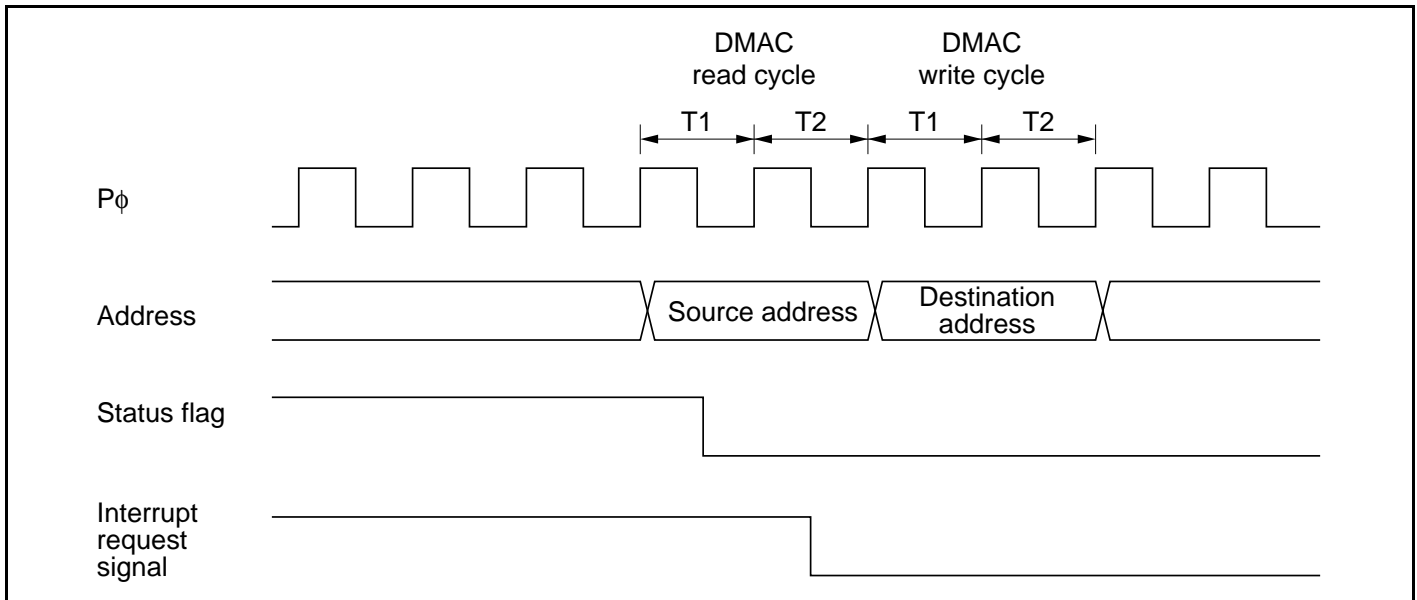 DMAC
read cycle
DMAC
write cycle
T1
T2
T1
T2
Pϕ
Address
Source address
Destination
address
Status flag
Interrupt
request
signal